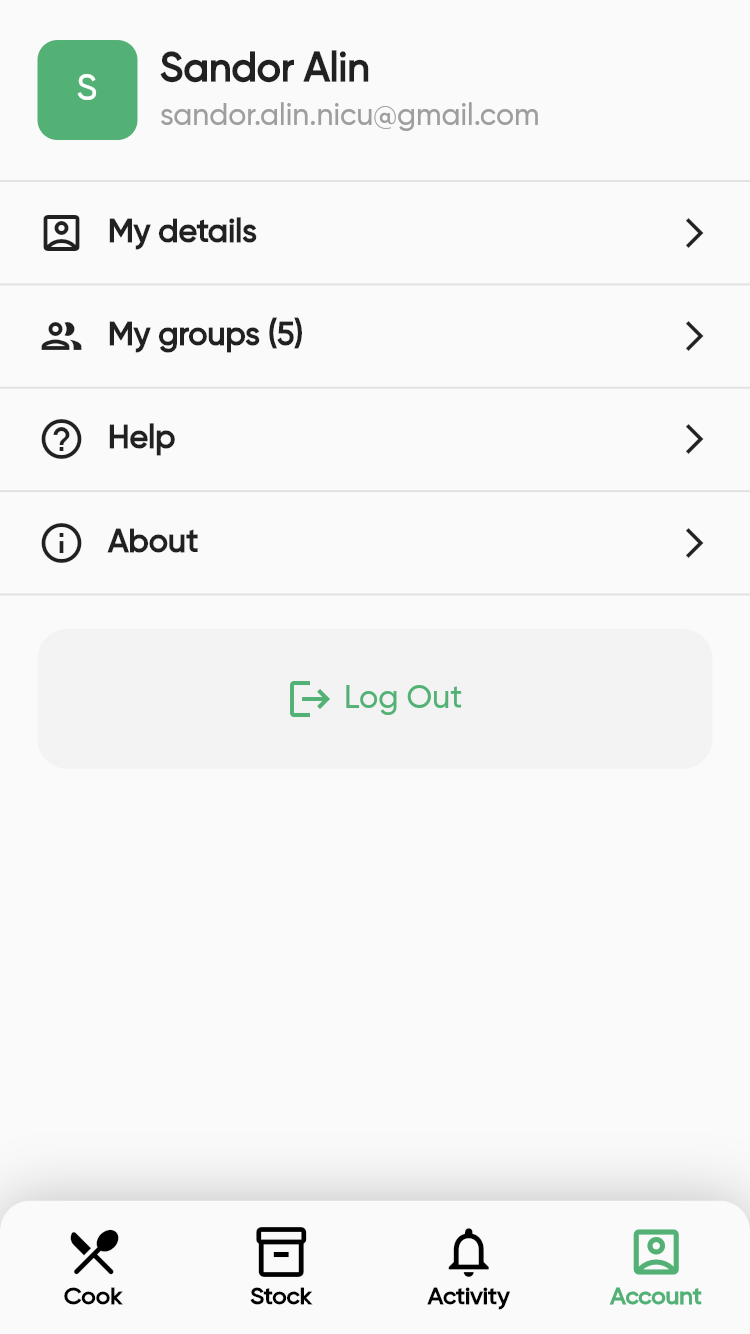 S
Sandor Alin
sandor.alin.nicu@gmail.com
My details
My groups (5)
Help
About
Log Out
Cook
Stock
Activity
Account